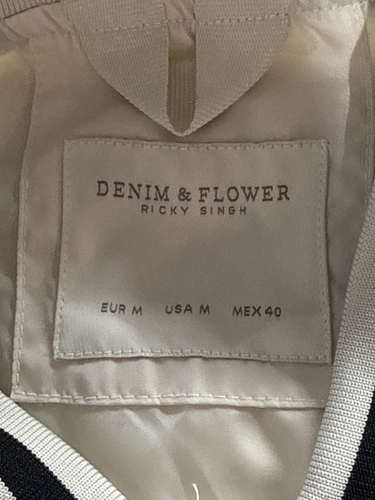 DENIM & FLOWER
RICKY SINGH
EUR M USA M MEX 40